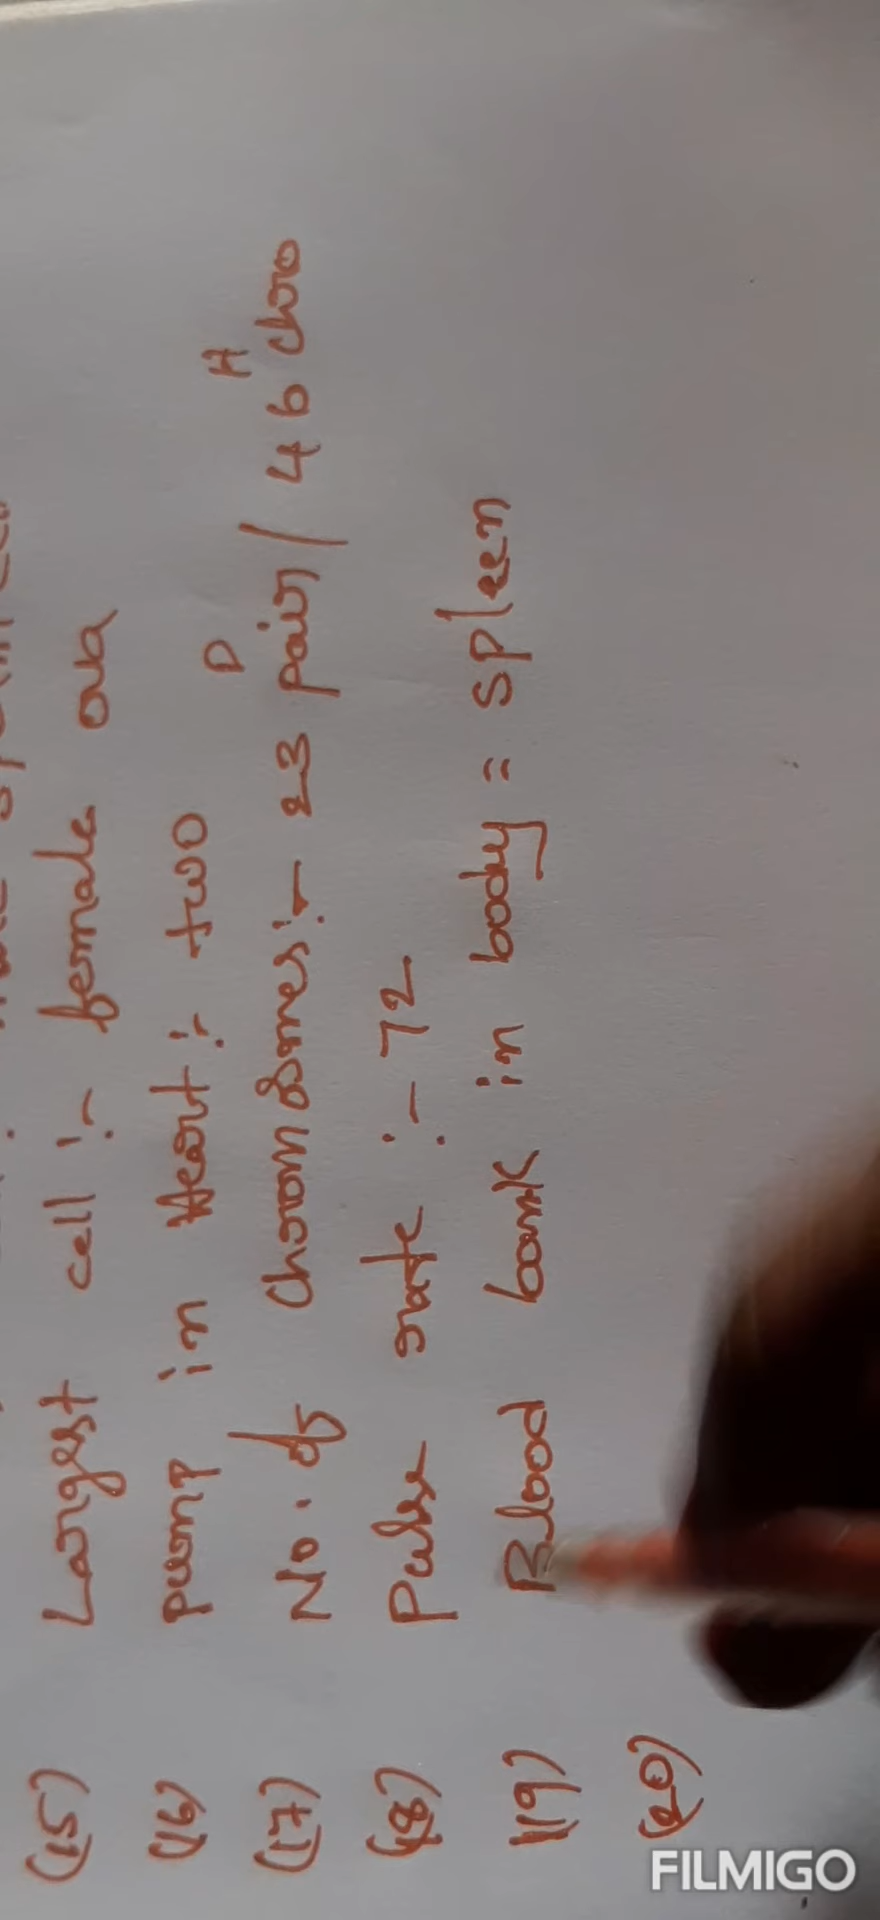 (15) Largest cell :- female ova
(16) pump in Heart :- two
(17) No. of chromosomes :- 23 pair / 46 chro
P H
(18) Pulse rate :- 72
(19) Blood bank in body = spleen
(20)
FILMIGO